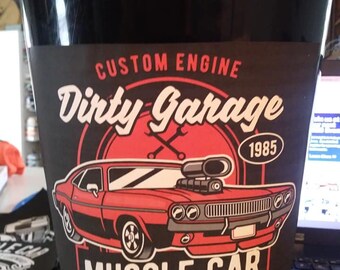 CUSTOM ENGINE
Dirty Garage
1985
MUSCLE CAR